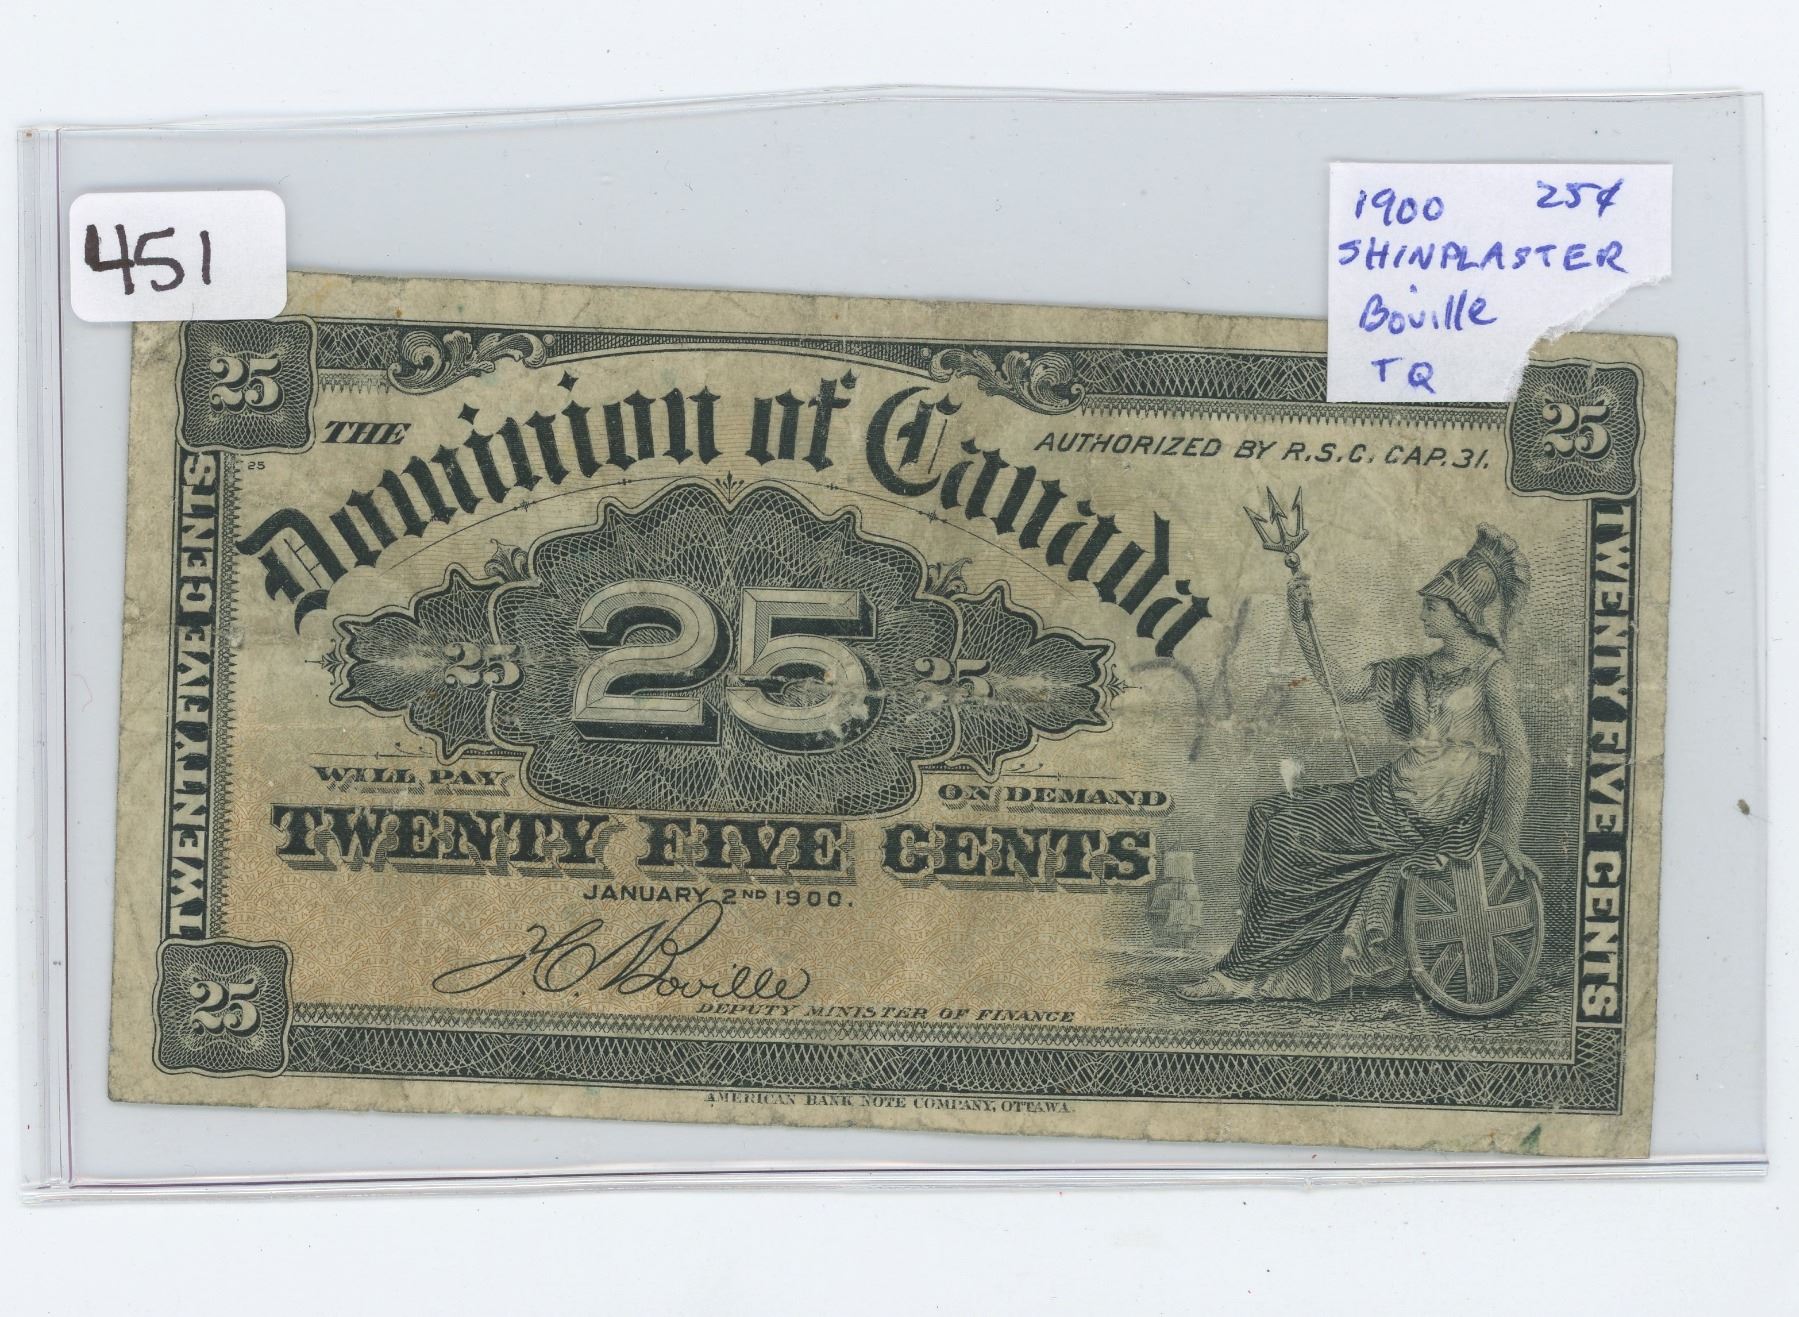 451
1900 25¢
SHINPLASTER
Boville
TQ
25
25
THE
Dominion of Canada
AUTHORIZED BY R.S.C. CAP. 31.
25
TWENTY FIVE CENTS
TWENTY FIVE CENTS
25
25
25
WILL PAY
ON DEMAND
TWENTY FIVE CENTS
JANUARY 2ND 1900.
T.C. Boville
DEPUTY MINISTER OF FINANCE
25
AMERICAN BANK NOTE COMPANY, OTTAWA.